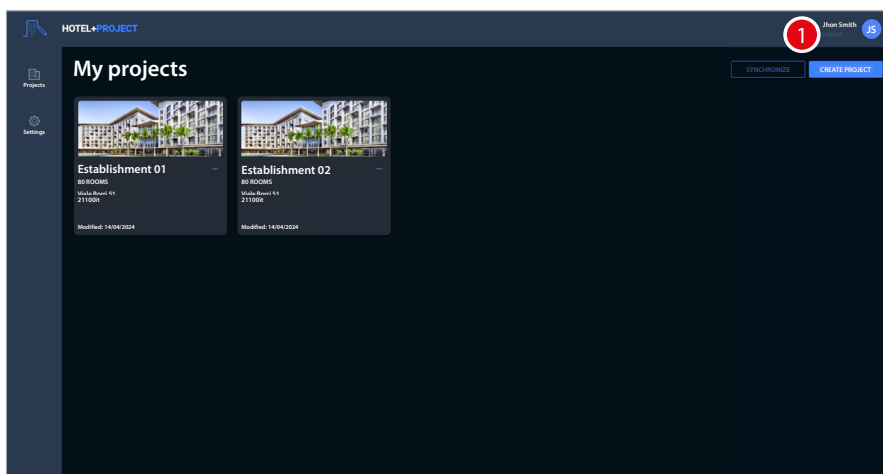 HOTEL+PROJECT
1
Jhon Smith
Logout
JS
Projects
Settings
My projects
SYNCHRONIZE
CREATE PROJECT
Establishment 01 ...
80 ROOMS
Viale Borri 51
21100it
Modified: 14/04/2024
Establishment 02 ...
80 ROOMS
Viale Borri 51
21100it
Modified: 14/04/2024